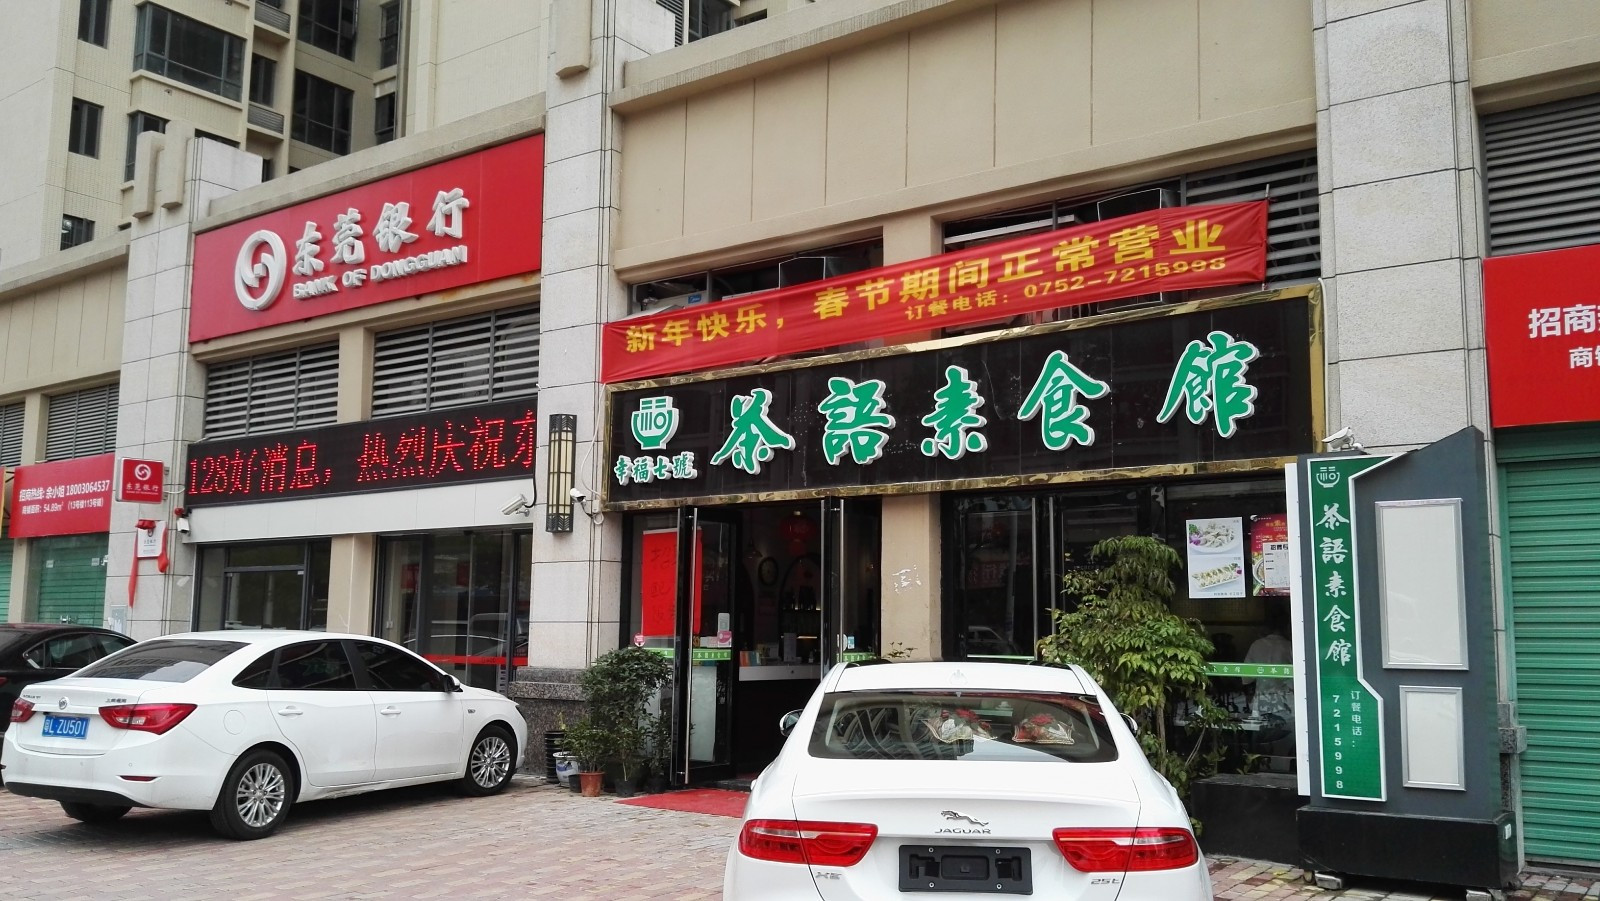 东莞银行
BANK OF DONGGUAN
128好消息，热烈庆祝东
东莞银行
招商热线: 余小姐 18003064537
新年快乐，春节期间正常营业
订餐电话：0752-7215998
幸福七號
茶語素食館
茶語素食館
订餐电话：
7215998
招商
商
ZU501
JAGUAR
XE
25t